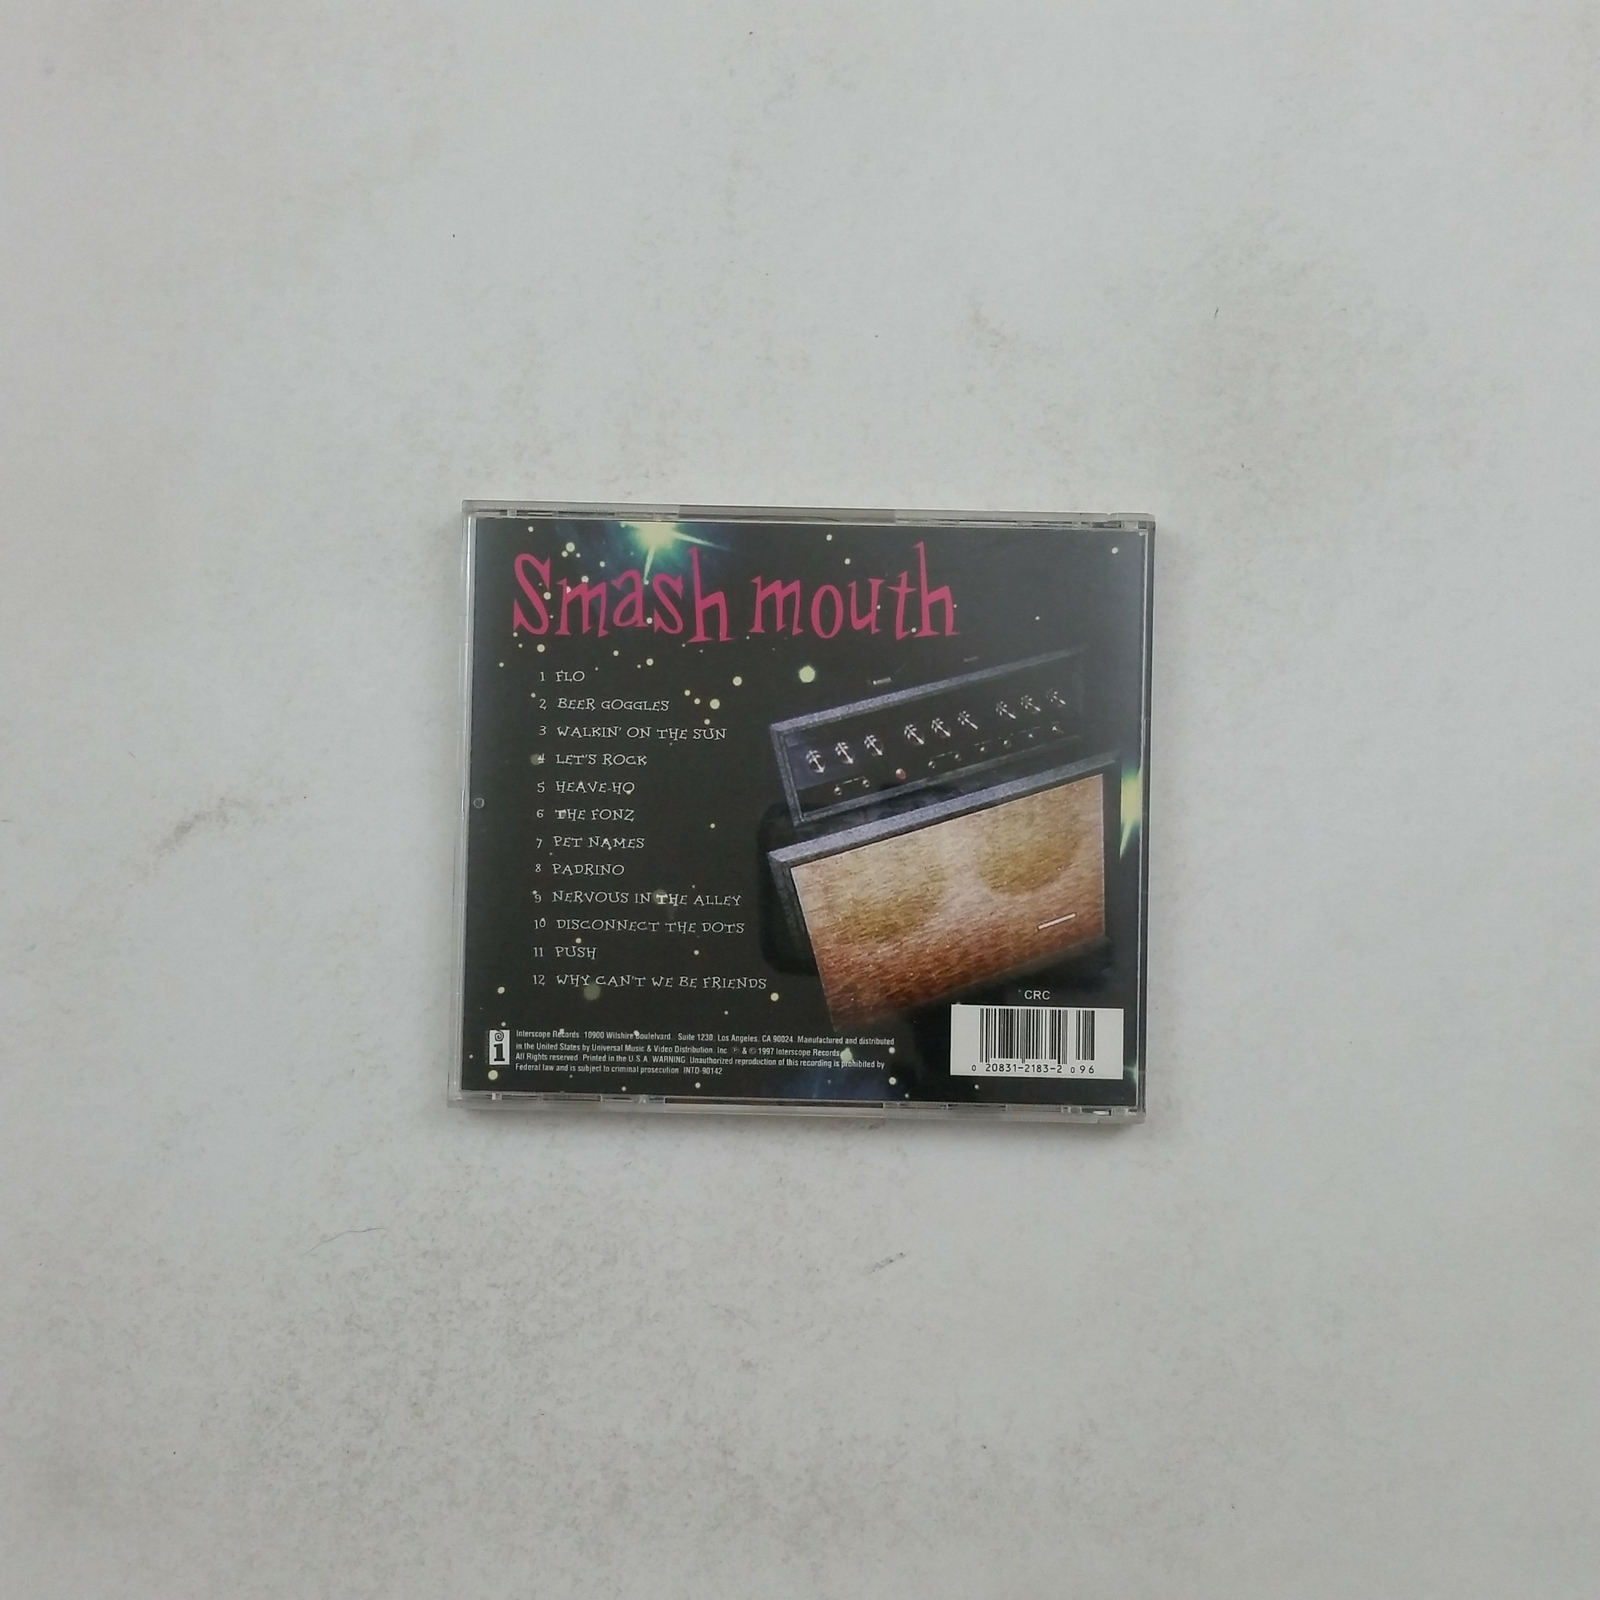 Smash mouth
1 FLO
2 BEER GOGGLES
3 WALKIN' ON THE SUN
4 LET'S ROCK
5 HEAVE-HO
6 THE FONZ
7 PET NAMES
8 PADRINO
9 NERVOUS IN THE ALLEY
10 DISCONNECT THE DOTS
11 PUSH
12 WHY CAN'T WE BE FRIENDS
CRC
i
Interscope Records 10900 Wilshire Boulelvard. Suite 1230 Los Angeles, CA 90024 Manufactured and distributed
in the United States by Universal Music & Video Distribution, Inc ℗ & © 1997 Interscope Records
All Rights reserved. Printed in the U.S.A. WARNING: Unauthorized reproduction of this recording is prohibited by
Federal law and is subject to criminal prosecution INTD-90142
0 20831-2183-2 096